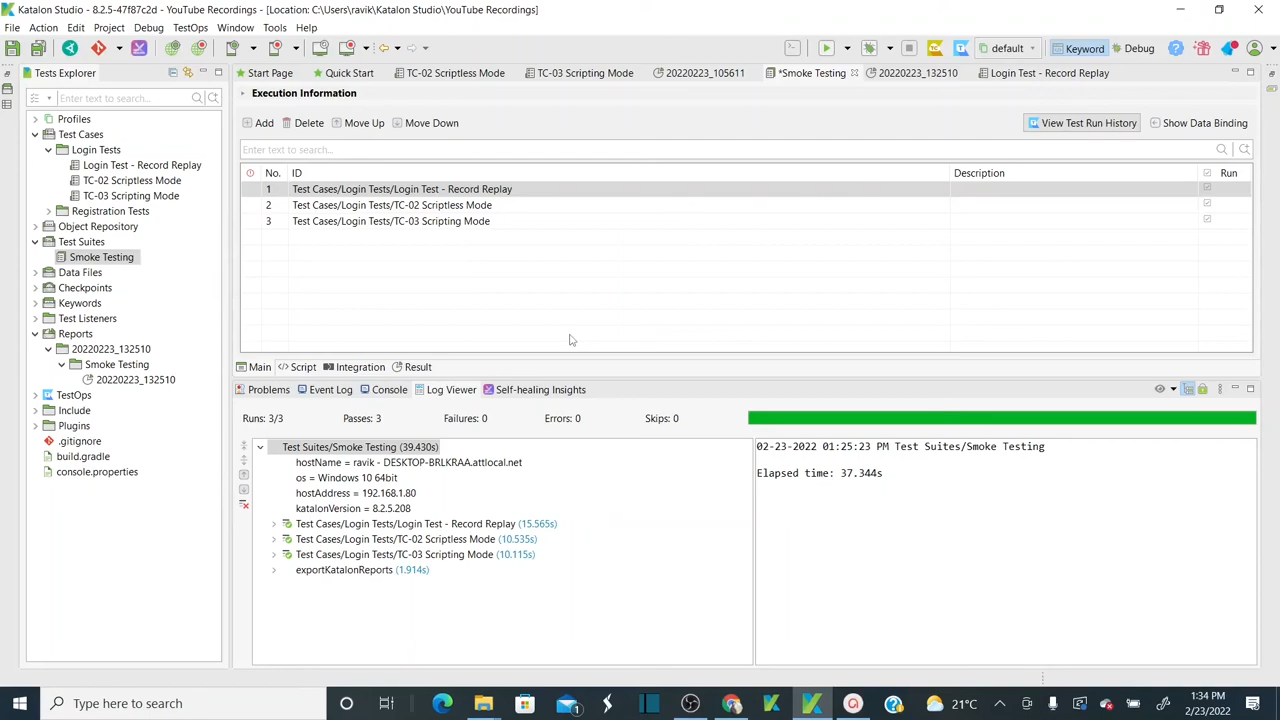 Katalon Studio - 8.2.5-47f87c2d - YouTube Recordings - [Location: C:\Users\ravik\Katalon Studio\YouTube Recordings]
File Action Edit Project Debug TestOps Window Tools Help
default Keyword Debug
Tests Explorer
Start Page Quick Start TC-02 Scriptless Mode TC-03 Scripting Mode 20220223_105611 *Smoke Testing 20220223_132510 Login Test - Record Replay
Enter text to search...
Execution Information
Profiles
Test Cases
Login Tests
Login Test - Record Replay
TC-02 Scriptless Mode
TC-03 Scripting Mode
Registration Tests
Object Repository
Test Suites
Smoke Testing
Data Files
Checkpoints
Keywords
Test Listeners
Reports
20220223_132510
Smoke Testing
20220223_132510
TestOps
Include
Plugins
.gitignore
build.gradle
console.properties
Add Delete Move Up Move Down View Test Run History Show Data Binding
Enter text to search...
No. ID Description Run
1 Test Cases/Login Tests/Login Test - Record Replay
2 Test Cases/Login Tests/TC-02 Scriptless Mode
3 Test Cases/Login Tests/TC-03 Scripting Mode
Main Script Integration Result
Problems Event Log Console Log Viewer Self-healing Insights
Runs: 3/3 Passes: 3 Failures: 0 Errors: 0 Skips: 0
Test Suites/Smoke Testing (39.430s)
hostName = ravik - DESKTOP-BRLKRAA.attlocal.net
os = Windows 10 64bit
hostAddress = 192.168.1.80
katalonVersion = 8.2.5.208
Test Cases/Login Tests/Login Test - Record Replay (15.565s)
Test Cases/Login Tests/TC-02 Scriptless Mode (10.535s)
Test Cases/Login Tests/TC-03 Scripting Mode (10.115s)
exportKatalonReports (1.914s)
02-23-2022 01:25:23 PM Test Suites/Smoke Testing
Elapsed time: 37.344s
Type here to search
21°C
1:34 PM
2/23/2022